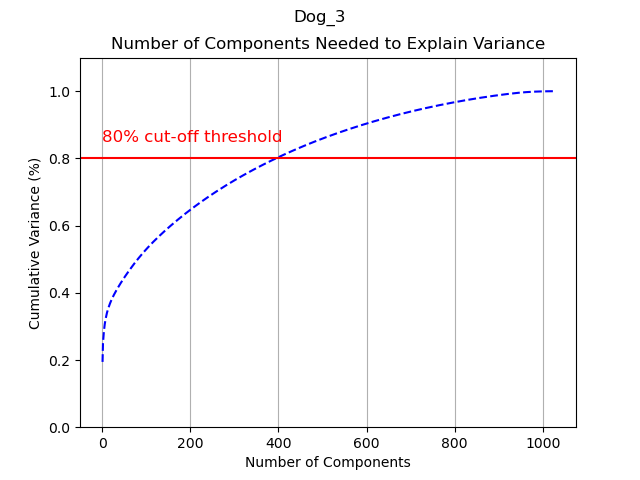 Dog_3
Number of Components Needed to Explain Variance
1.0
80% cut-off threshold
0.8
0.6
0.4
0.2
0.0
Cumulative Variance (%)
0 200 400 600 800 1000
Number of Components